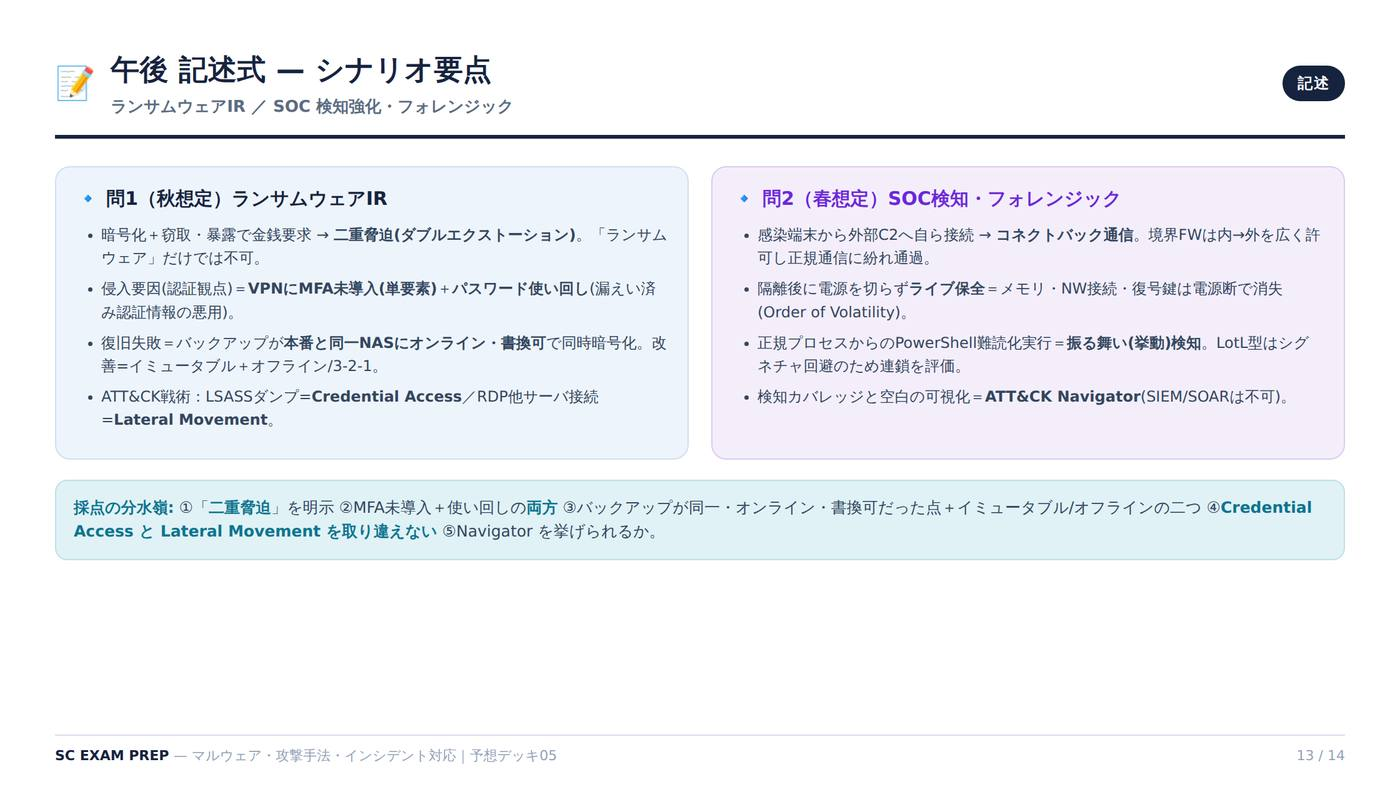 午後 記述式 — シナリオ要点
ランサムウェアIR ／ SOC 検知強化・フォレンジック
記述
問1（秋想定）ランサムウェアIR
• 暗号化＋窃取・暴露で金銭要求 → 二重脅迫(ダブルエクストーション)。「ランサム
ウェア」だけでは不可。
• 侵入要因(認証観点)＝VPNにMFA未導入(単要素)＋パスワード使い回し(漏えい済
み認証情報の悪用)。
• 復旧失敗＝バックアップが本番と同一NASにオンライン・書換可で同時暗号化。改
善=イミュータブル＋オフライン/3-2-1。
• ATT&CK戦術：LSASSダンプ=Credential Access／RDP他サーバ接続
=Lateral Movement。
問2（春想定）SOC検知・フォレンジック
• 感染端末から外部C2へ自ら接続 → コネクトバック通信。境界FWは内→外を広く許
可し正規通信に紛れ通過。
• 隔離後に電源を切らずライブ保全＝メモリ・NW接続・復号鍵は電源断で消失
(Order of Volatility)。
• 正規プロセスからのPowerShell難読化実行＝振る舞い(挙動)検知。LotL型はシグ
ネチャ回避のため連鎖を評価。
• 検知カバレッジと空白の可視化＝ATT&CK Navigator(SIEM/SOARは不可)。
採点の分水嶺: ①「二重脅迫」を明示 ②MFA未導入＋使い回しの両方 ③バックアップが同一・オンライン・書換可だった点＋イミュータブル/オフラインの二つ ④Credential
Access と Lateral Movement を取り違えない ⑤Navigator を挙げられるか。
SC EXAM PREP — マルウェア・攻撃手法・インシデント対応｜予想デッキ05
13 / 14